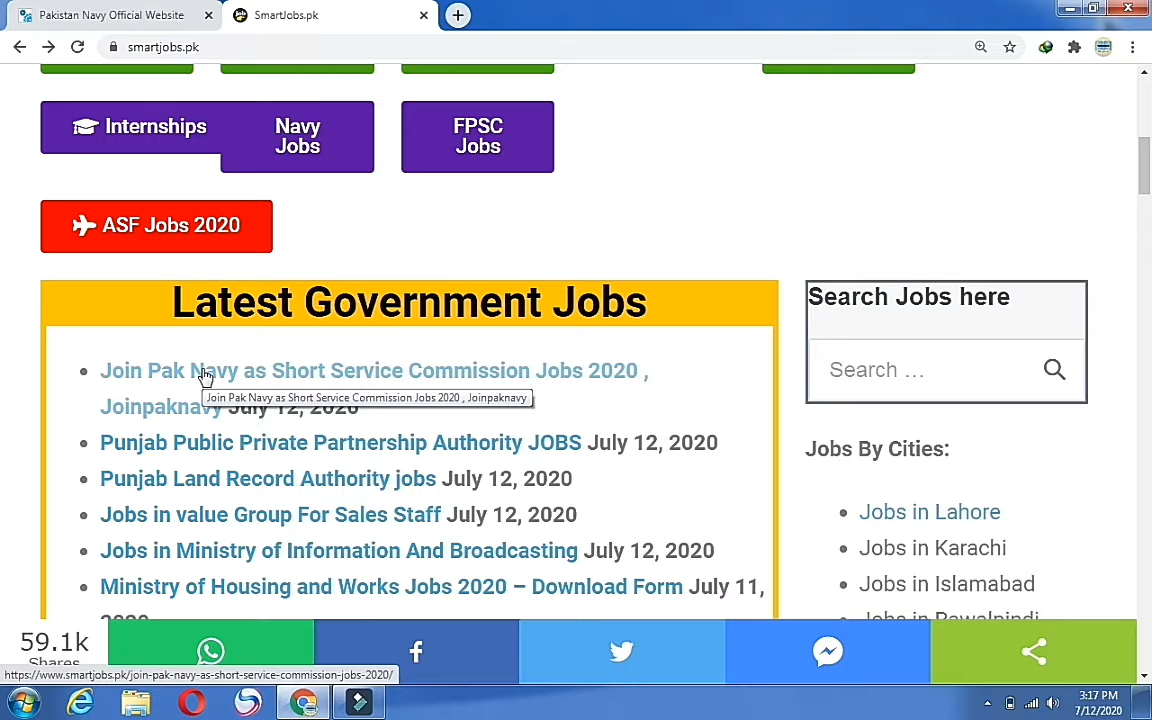 Pakistan Navy Official Website
SmartJobs.pk
smartjobs.pk
Internships
Navy
Jobs
FPSC
Jobs
ASF Jobs 2020
Latest Government Jobs
Join Pak Navy as Short Service Commission Jobs 2020 ,
Joinpaknavy July 12, 2020
Join Pak Navy as Short Service Commission Jobs 2020 , Joinpaknavy
Punjab Public Private Partnership Authority JOBS July 12, 2020
Punjab Land Record Authority jobs July 12, 2020
Jobs in value Group For Sales Staff July 12, 2020
Jobs in Ministry of Information And Broadcasting July 12, 2020
Ministry of Housing and Works Jobs 2020 – Download Form July 11,
2020
Search Jobs here
Search …
Jobs By Cities:
Jobs in Lahore
Jobs in Karachi
Jobs in Islamabad
Jobs in Rawalpindi
59.1k
Shares
https://www.smartjobs.pk/join-pak-navy-as-short-service-commission-jobs-2020/
3:17 PM
7/12/2020